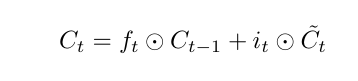 C_t = f_t ⊙ C_{t−1} + i_t ⊙ C̃_t